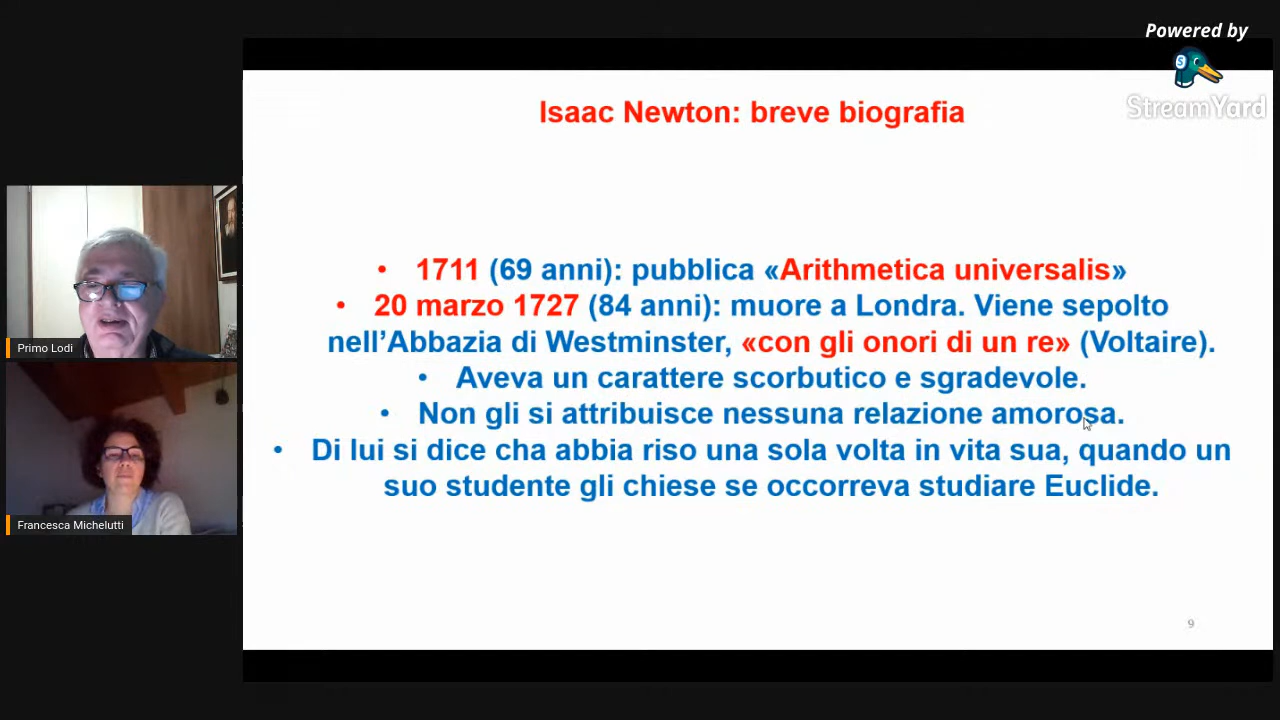 Powered by
StreamYard
Isaac Newton: breve biografia
• 1711 (69 anni): pubblica «Arithmetica universalis»
• 20 marzo 1727 (84 anni): muore a Londra. Viene sepolto
nell’Abbazia di Westminster, «con gli onori di un re» (Voltaire).
• Aveva un carattere scorbutico e sgradevole.
• Non gli si attribuisce nessuna relazione amorosa.
• Di lui si dice cha abbia riso una sola volta in vita sua, quando un
suo studente gli chiese se occorreva studiare Euclide.
9
Primo Lodi
Francesca Michelutti